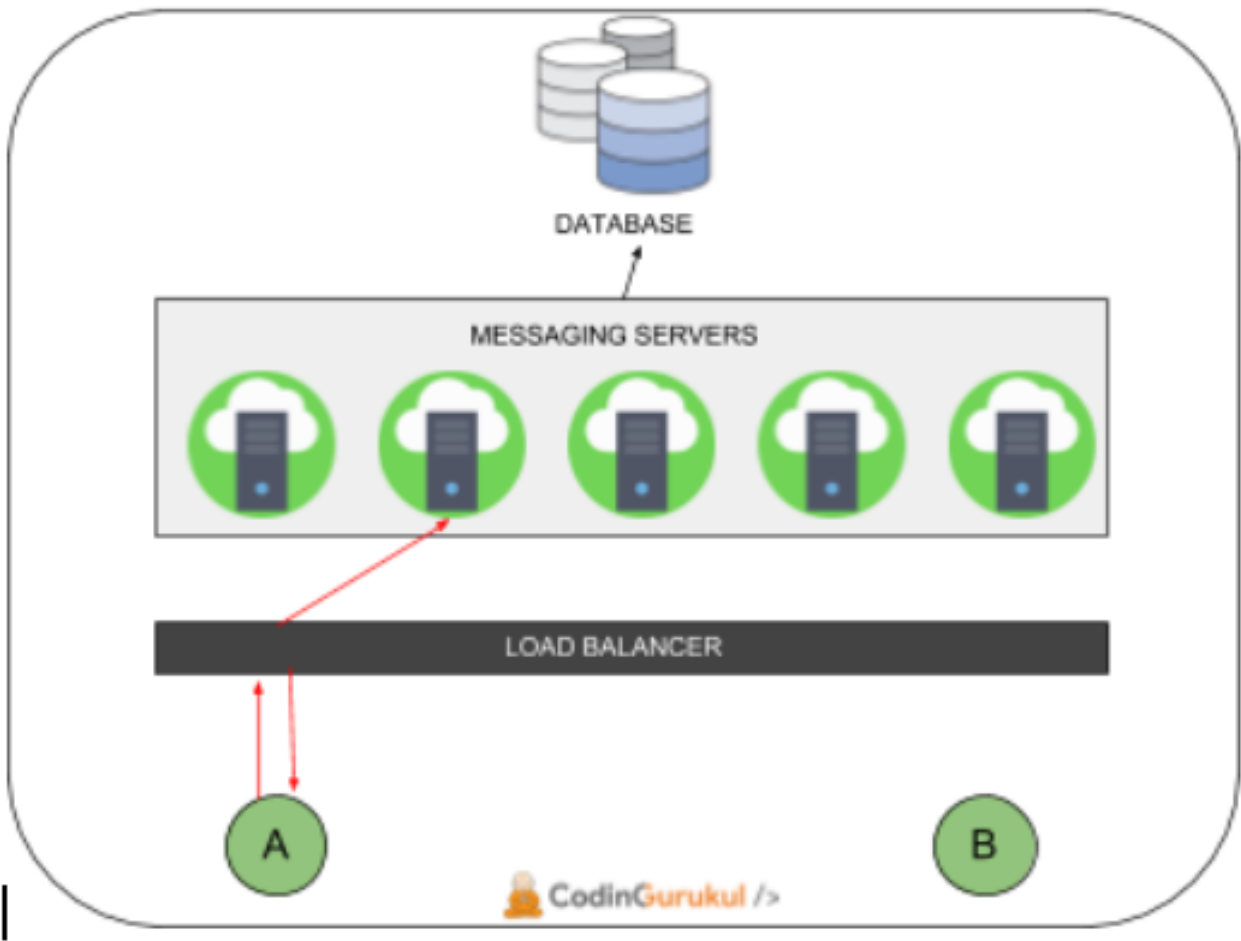 DATABASE
MESSAGING SERVERS
LOAD BALANCER
A
B
CodinGurukul />